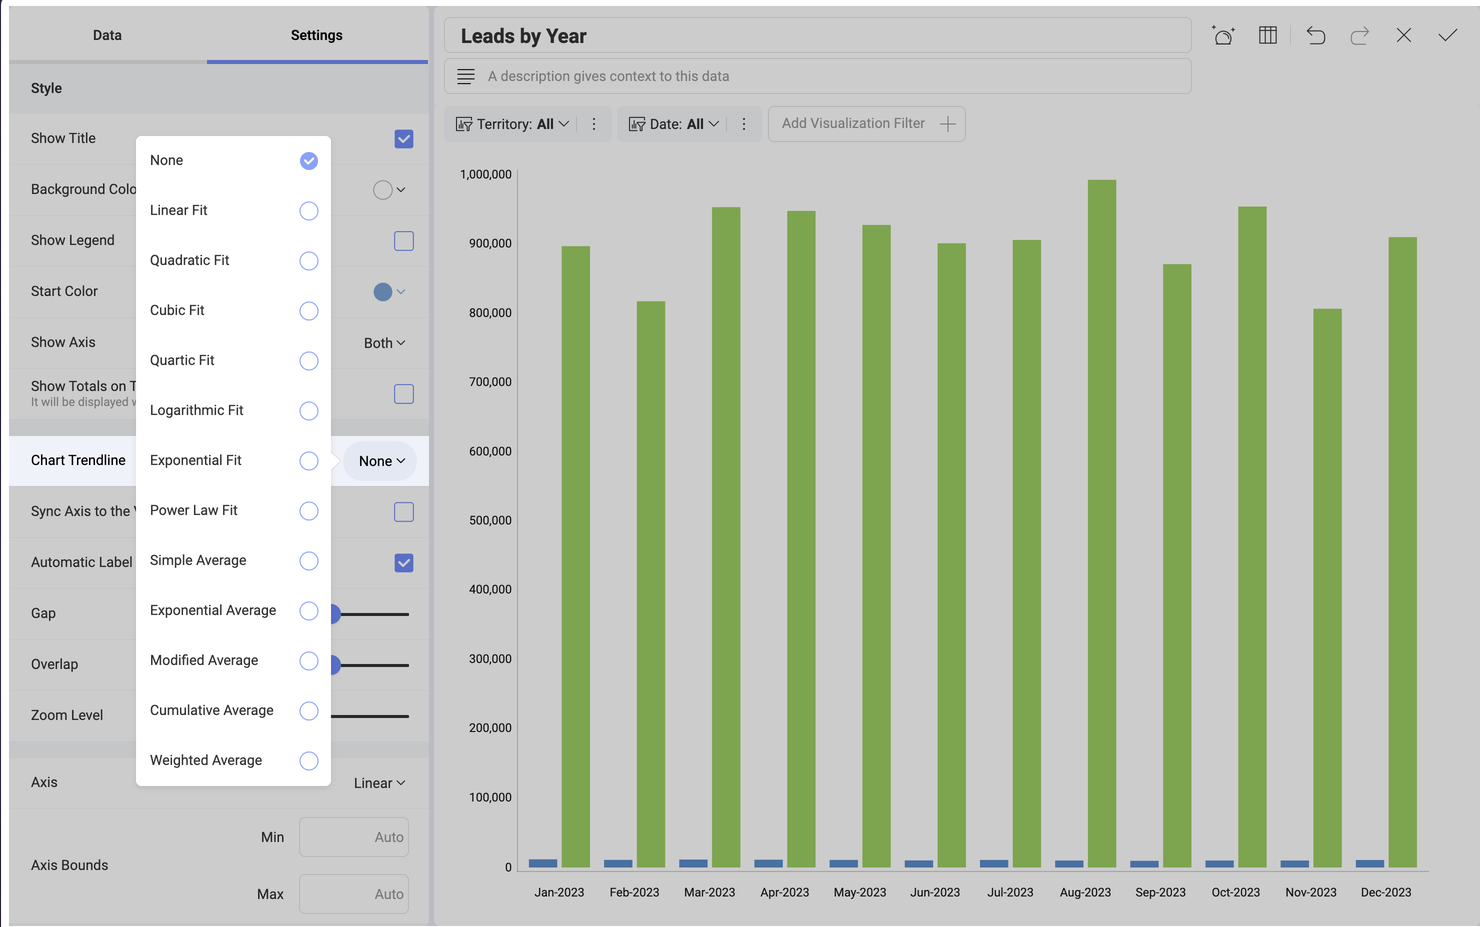 Data
Settings
Style
Show Title
Background Colo
Show Legend
Start Color
Show Axis
Both
Show Totals on T
It will be displayed
Chart Trendline
None
Sync Axis to the
Automatic Label
Gap
Overlap
Zoom Level
Axis
Linear
Axis Bounds
Min
Auto
Max
Auto
None
Linear Fit
Quadratic Fit
Cubic Fit
Quartic Fit
Logarithmic Fit
Exponential Fit
Power Law Fit
Simple Average
Exponential Average
Modified Average
Cumulative Average
Weighted Average
Leads by Year
A description gives context to this data
Territory: All
Date: All
Add Visualization Filter
1,000,000
900,000
800,000
700,000
600,000
500,000
400,000
300,000
200,000
100,000
0
Jan-2023 Feb-2023 Mar-2023 Apr-2023 May-2023 Jun-2023 Jul-2023 Aug-2023 Sep-2023 Oct-2023 Nov-2023 Dec-2023